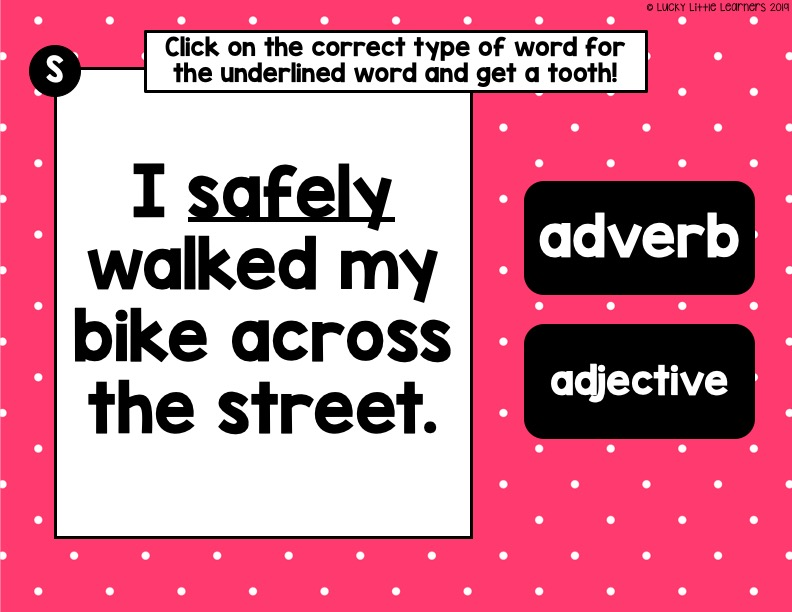 © Lucky Little Learners 2019
Click on the correct type of word for
the underlined word and get a tooth!
S
I safely
walked my
bike across
the street.
adverb
adjective